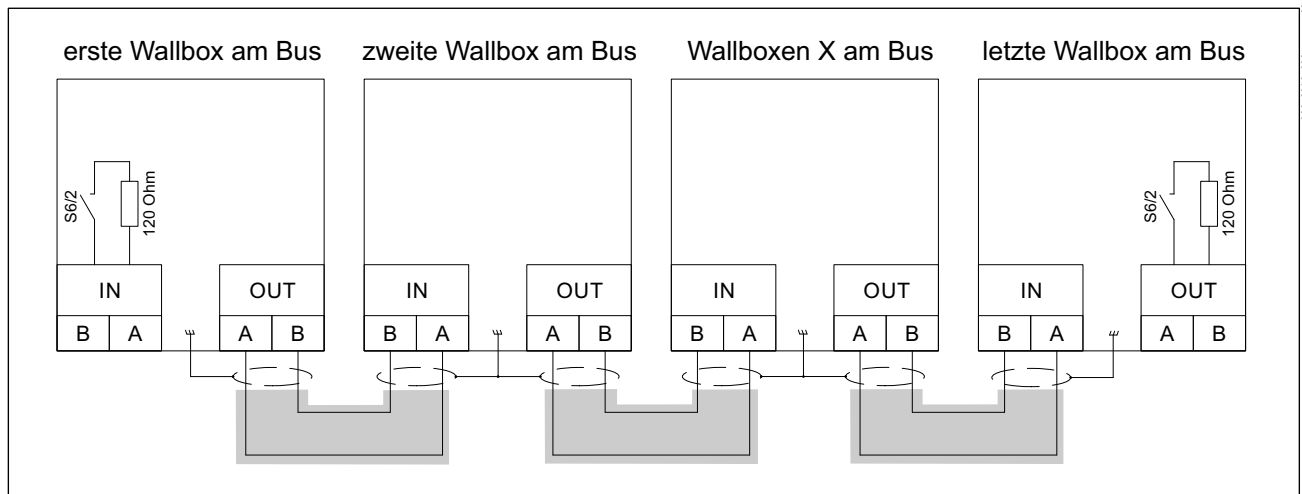 erste Wallbox am Bus
zweite Wallbox am Bus
Wallboxen X am Bus
letzte Wallbox am Bus
S6/2
120 Ohm
S6/2
120 Ohm
IN
OUT
IN
OUT
IN
OUT
IN
OUT
B A
A B
B A
A B
B A
A B
B A
A B